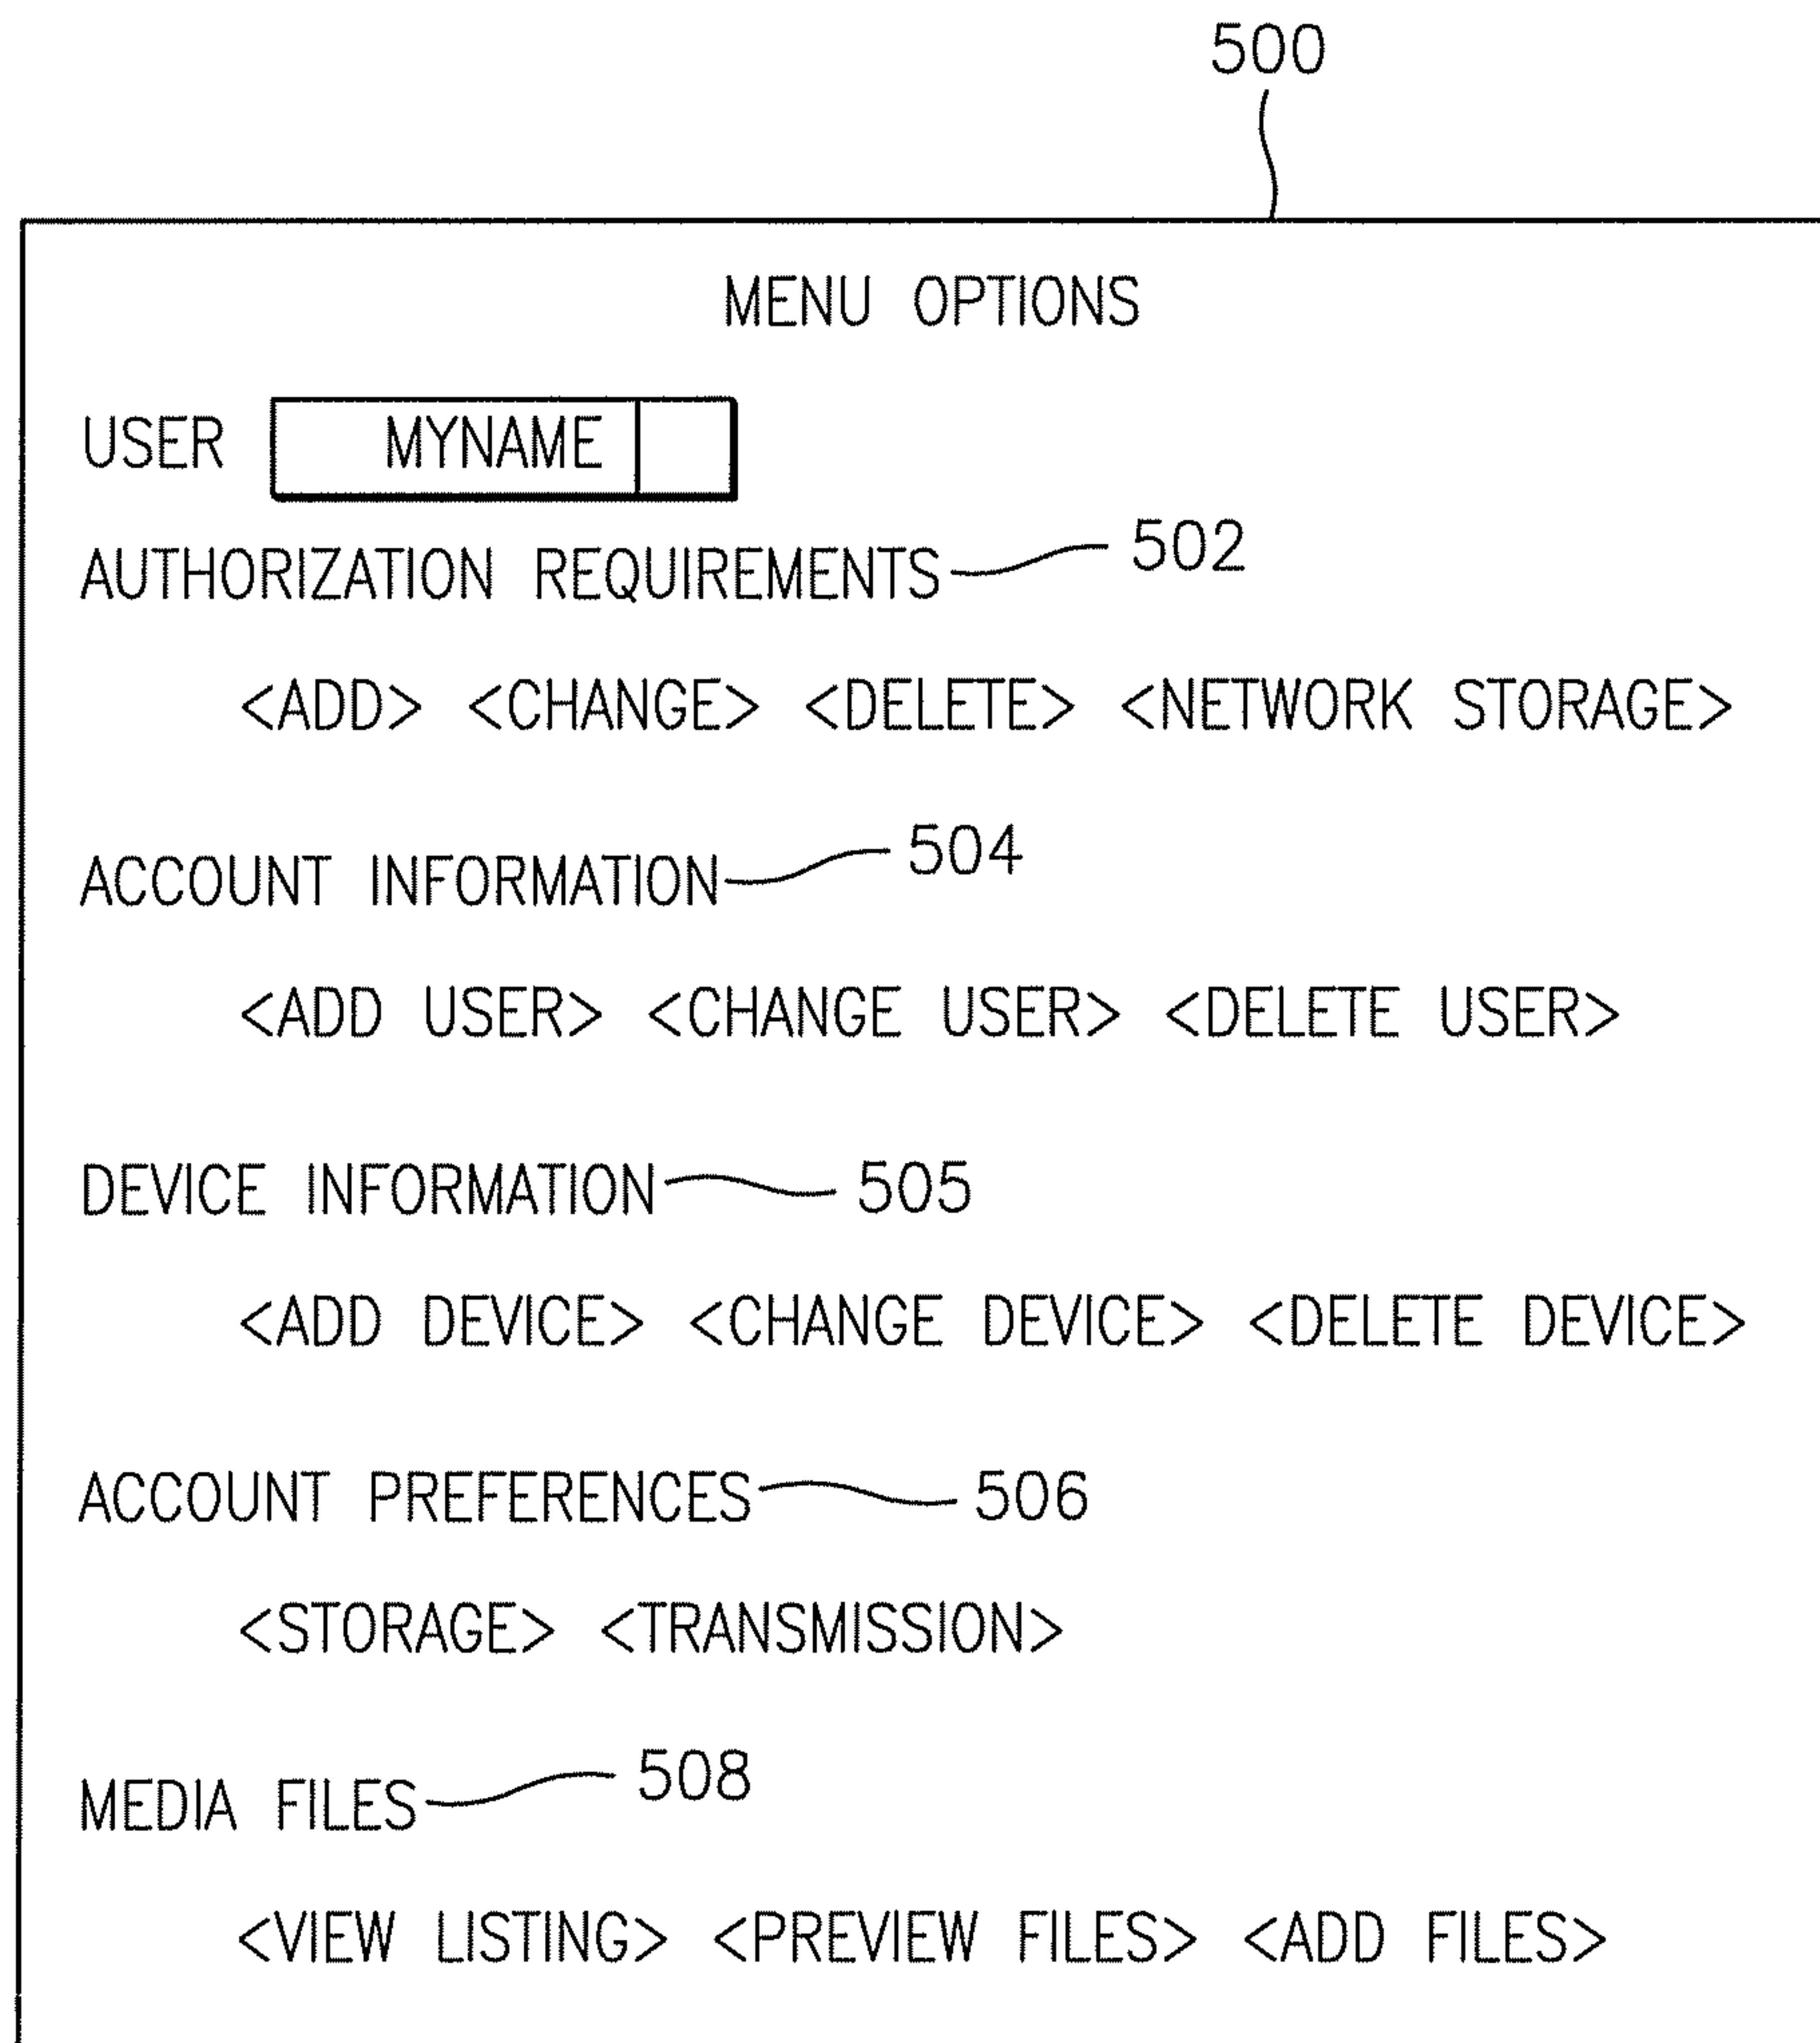 500
MENU OPTIONS
USER MYNAME
AUTHORIZATION REQUIREMENTS 502
<ADD> <CHANGE> <DELETE> <NETWORK STORAGE>
ACCOUNT INFORMATION 504
<ADD USER> <CHANGE USER> <DELETE USER>
DEVICE INFORMATION 505
<ADD DEVICE> <CHANGE DEVICE> <DELETE DEVICE>
ACCOUNT PREFERENCES 506
<STORAGE> <TRANSMISSION>
MEDIA FILES 508
<VIEW LISTING> <PREVIEW FILES> <ADD FILES>